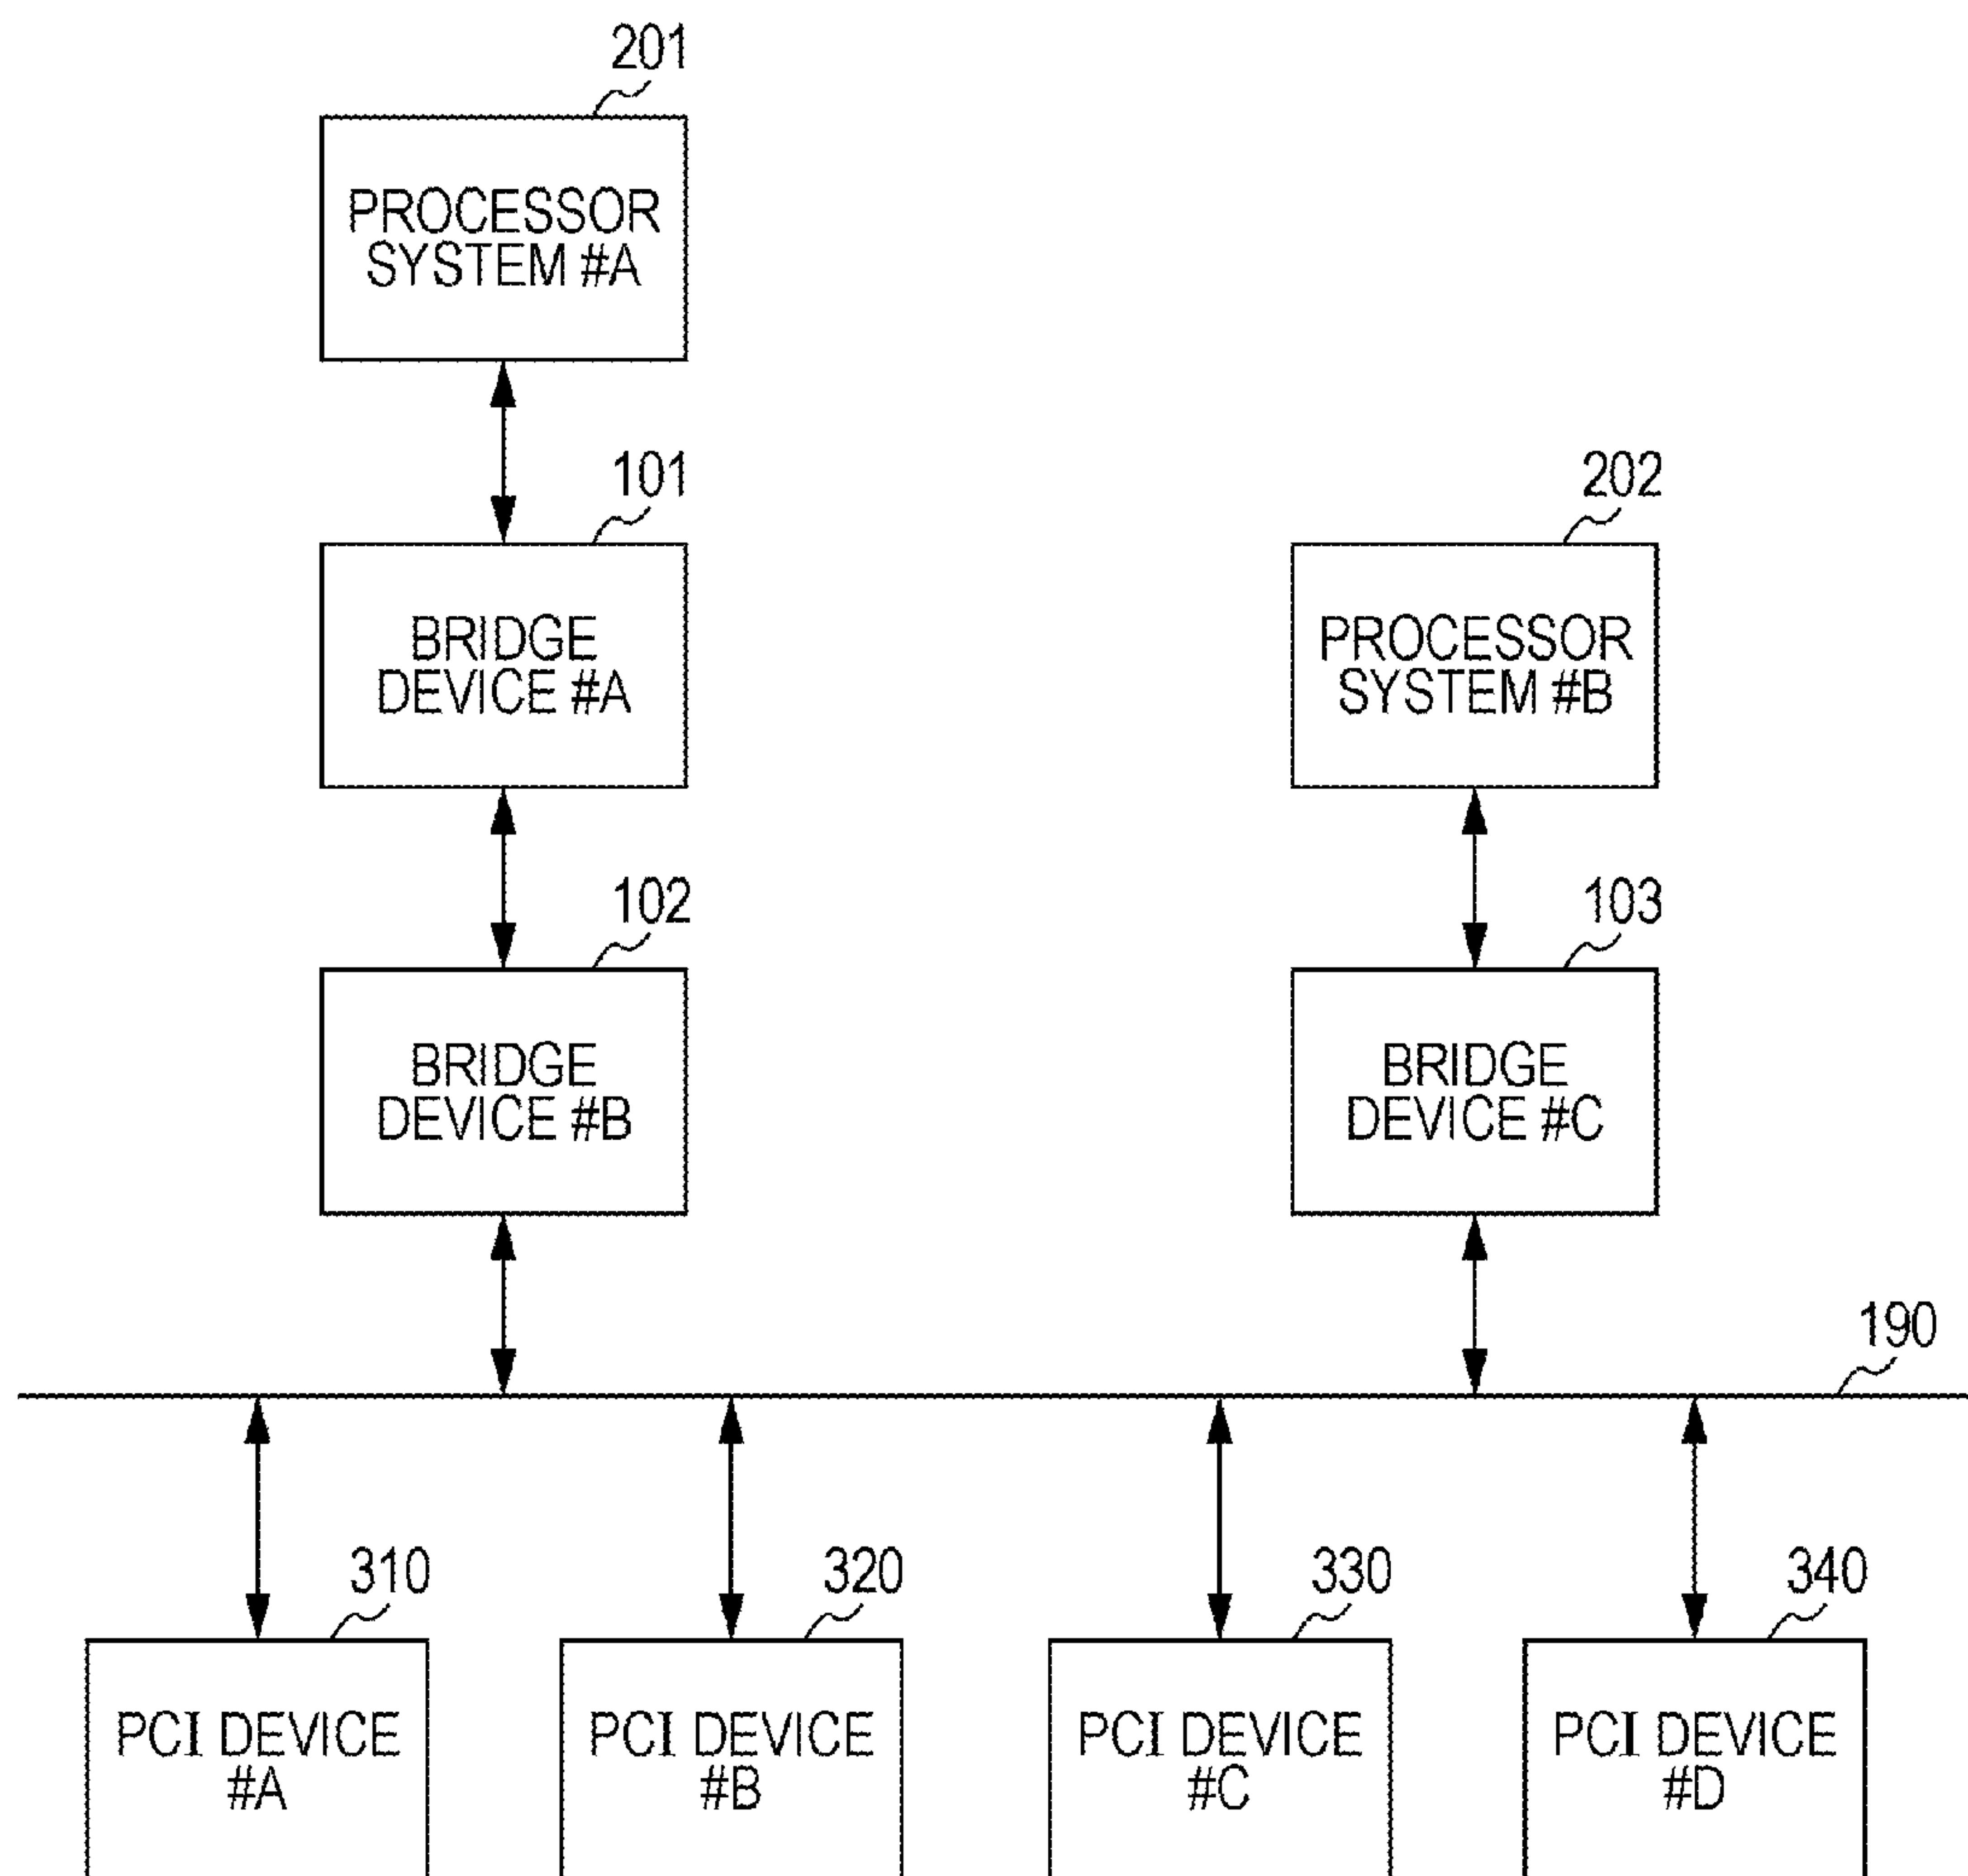 201
PROCESSOR
SYSTEM #A
101
BRIDGE
DEVICE #A
202
PROCESSOR
SYSTEM #B
102
BRIDGE
DEVICE #B
103
BRIDGE
DEVICE #C
190
310
PCI DEVICE
#A
320
PCI DEVICE
#B
330
PCI DEVICE
#C
340
PCI DEVICE
#D